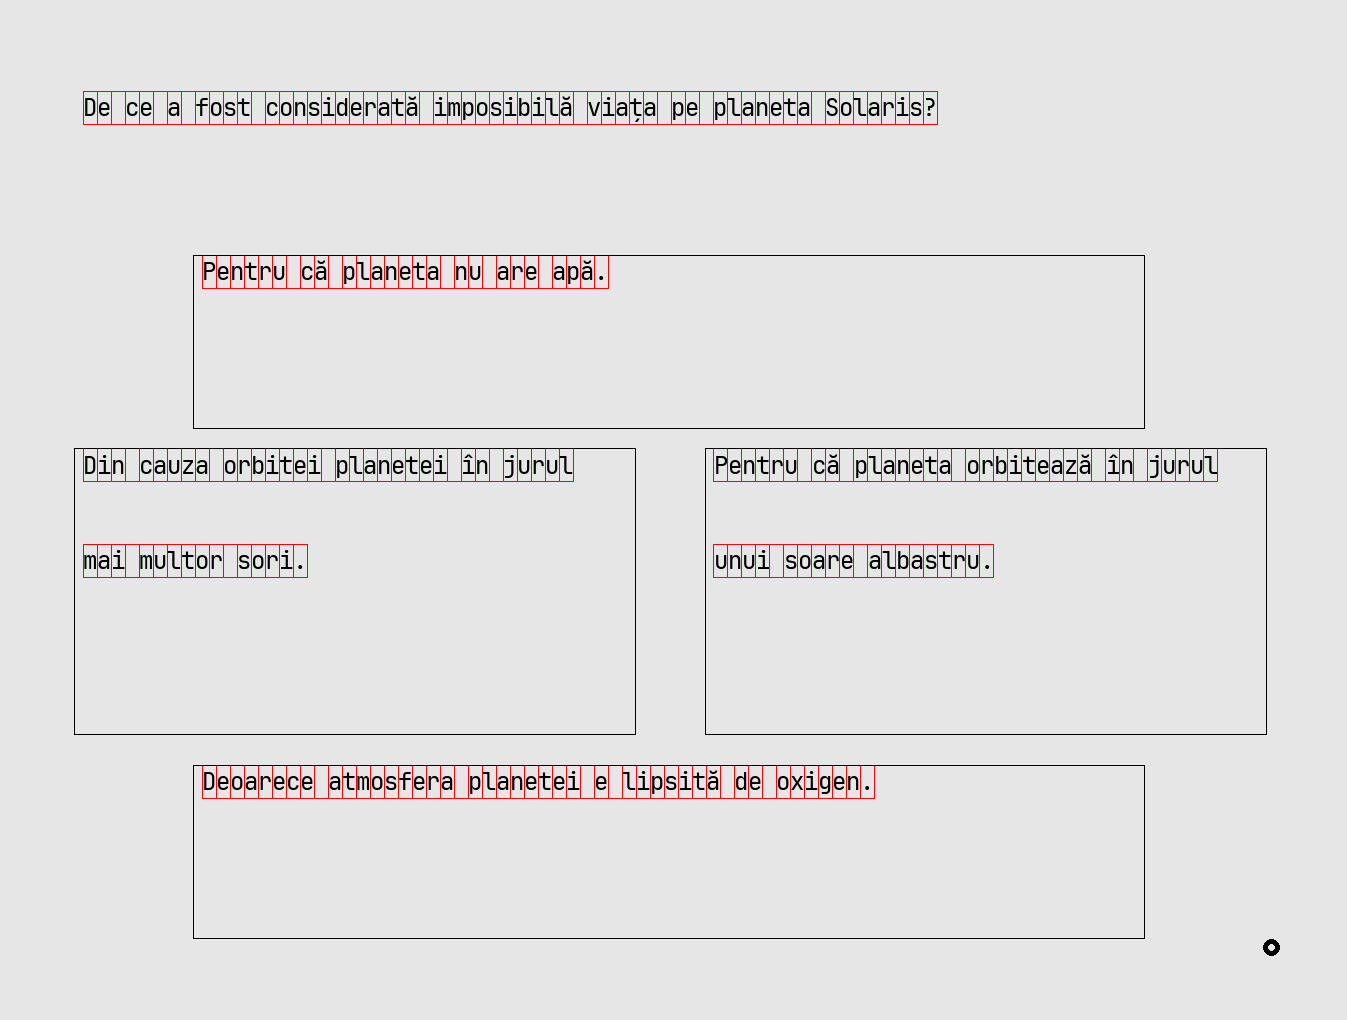 De ce a fost considerată imposibilă viața pe planeta Solaris?
Pentru că planeta nu are apă.
Din cauza orbitei planetei în jurul
mai multor sori.
Pentru că planeta orbitează în jurul
unui soare albastru.
Deoarece atmosfera planetei e lipsită de oxigen.